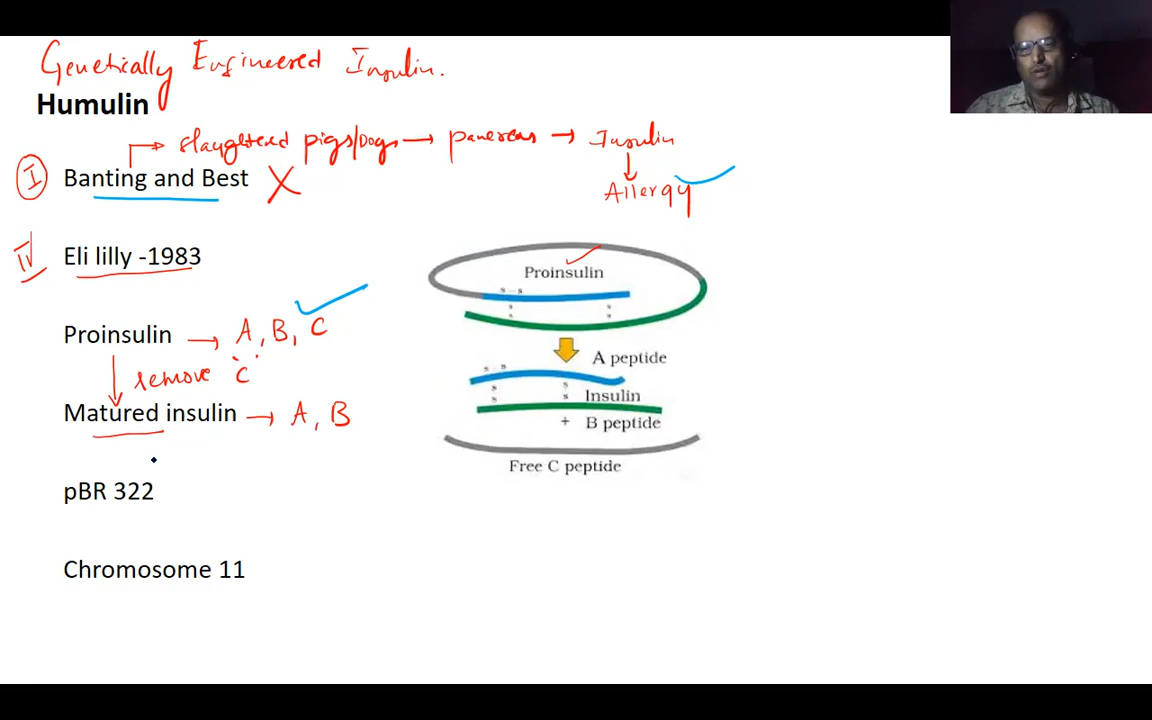 Genetically Engineered Insulin.
Humulin
slaughtered pigs/Dogs → pancreas → Insulin
I Banting and Best X
Allergy
IV Eli lilly -1983
Proinsulin
s – s
s s
s s
Proinsulin → A, B, C
A peptide
remove 'c'
s s
s s
s s Insulin
Matured insulin → A, B
+ B peptide
Free C peptide
pBR 322
Chromosome 11